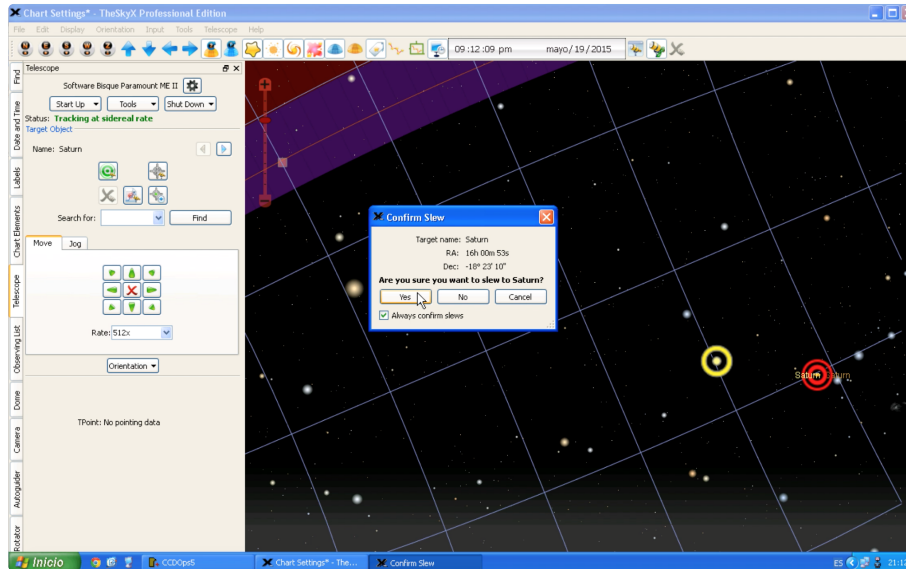 Chart Settings* - TheSkyX Professional Edition
File Edit Display Orientation Input Tools Telescope Help
09:12:09 pm mayo/19/2015
Telescope
Software Bisque Paramount ME II
Start Up Tools Shut Down
Status: Tracking at sidereal rate
Target Object
Name: Saturn
Search for: Find
Move Jog
Rate: 512x
Orientation
TPoint: No pointing data
Find
Date and Time
Labels
Chart Elements
Telescope
Observing List
Dome
Camera
Autoguider
Rotator
Confirm Slew
Target name: Saturn
RA: 16h 00m 53s
Dec: -18° 23' 10"
Are you sure you want to slew to Saturn?
Yes No Cancel
Always confirm slews
Saturn
Inicio CCDOps5 Chart Settings* - The... Confirm Slew ES